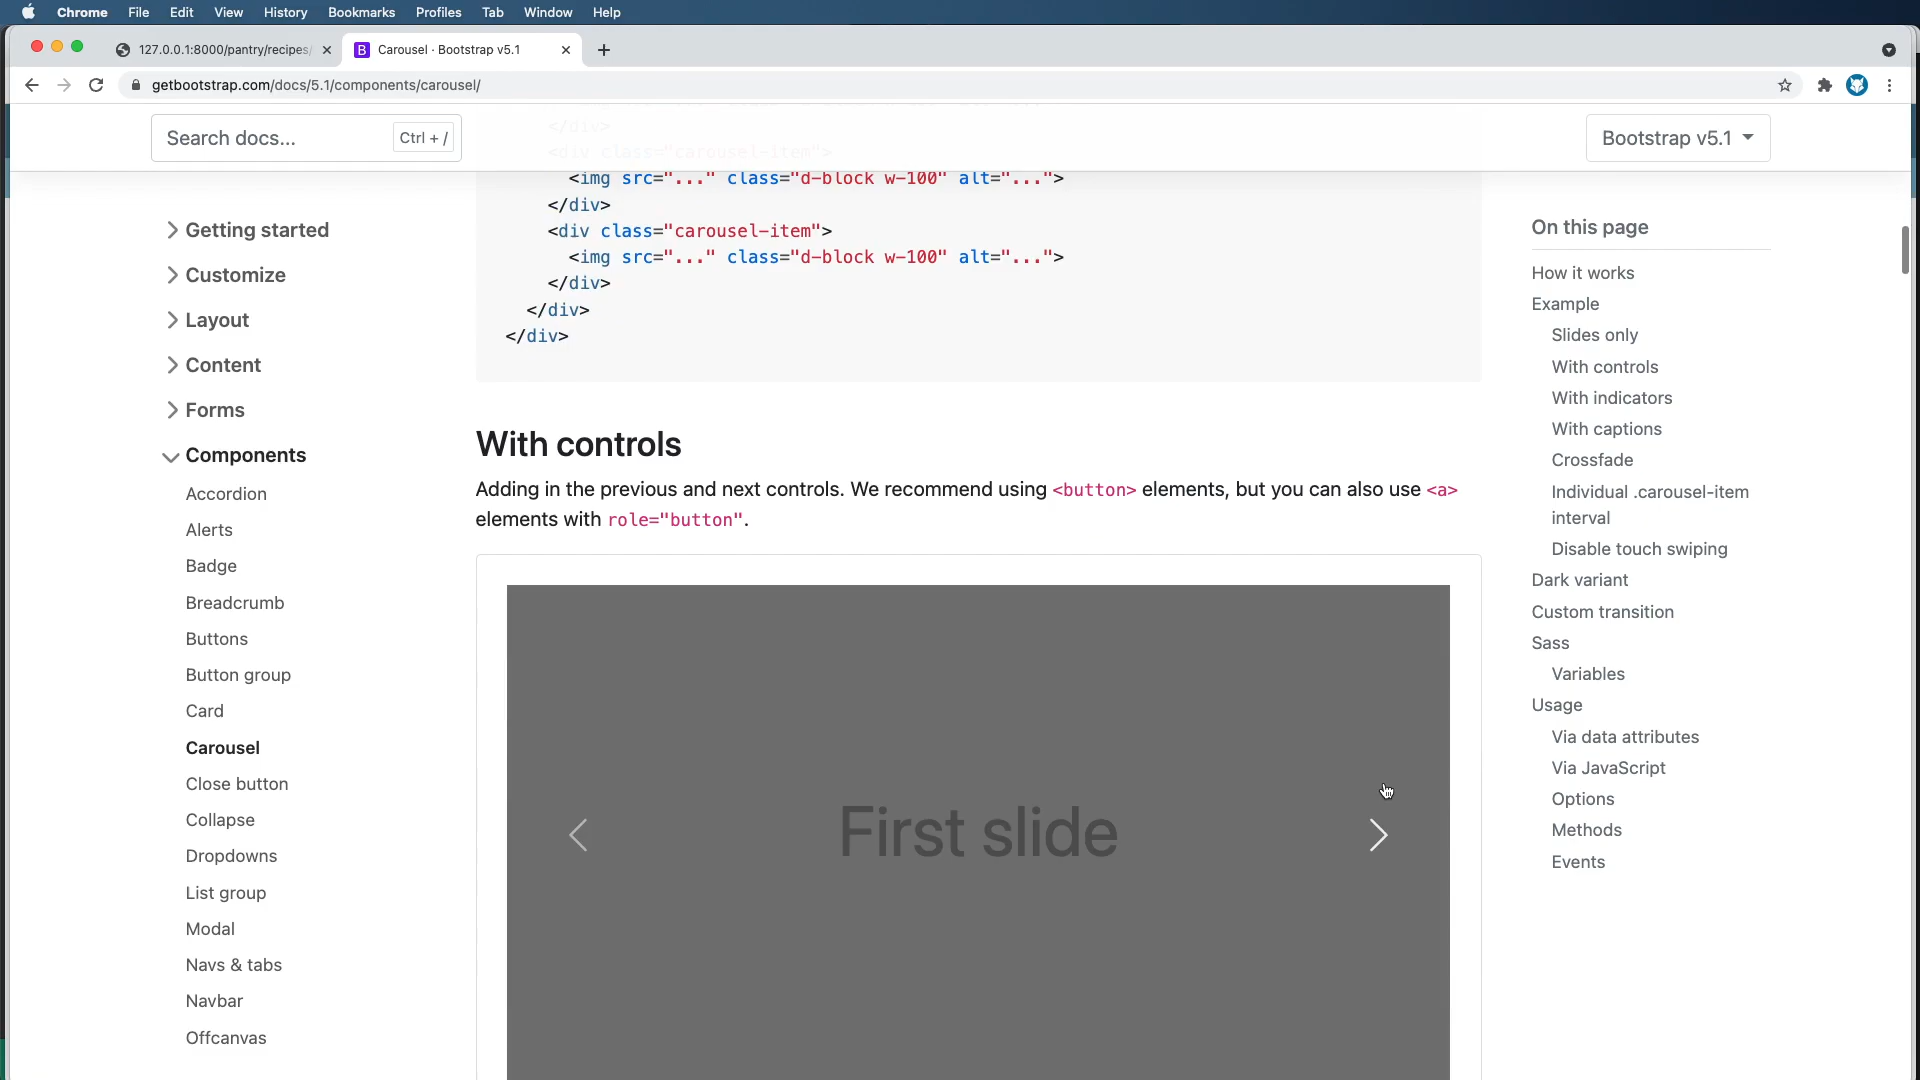 Chrome File Edit View History Bookmarks Profiles Tab Window Help
127.0.0.1:8000/pantry/recipes/
Carousel · Bootstrap v5.1
getbootstrap.com/docs/5.1/components/carousel/
Search docs...
Ctrl + /
Bootstrap v5.1
</div>
<div class="carousel-item">
<img src="..." class="d-block w-100" alt="...">
</div>
<div class="carousel-item">
<img src="..." class="d-block w-100" alt="...">
</div>
</div>
</div>
Getting started
Customize
Layout
Content
Forms
Components
Accordion
Alerts
Badge
Breadcrumb
Buttons
Button group
Card
Carousel
Close button
Collapse
Dropdowns
List group
Modal
Navs & tabs
Navbar
Offcanvas
With controls
Adding in the previous and next controls. We recommend using <button> elements, but you can also use <a>
elements with role="button".
First slide
On this page
How it works
Example
Slides only
With controls
With indicators
With captions
Crossfade
Individual .carousel-item
interval
Disable touch swiping
Dark variant
Custom transition
Sass
Variables
Usage
Via data attributes
Via JavaScript
Options
Methods
Events